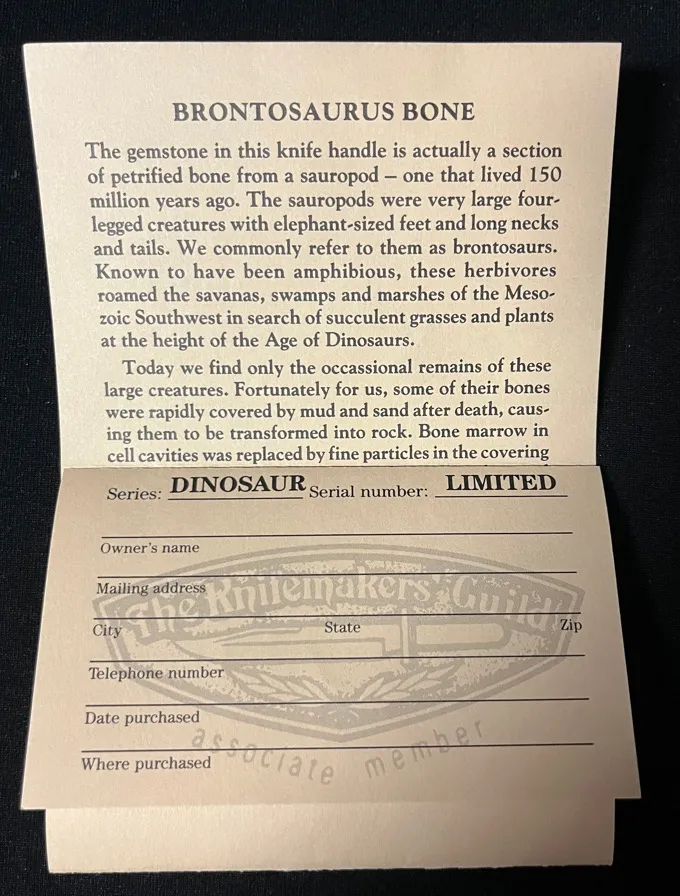 BRONTOSAURUS BONE
The gemstone in this knife handle is actually a section
of petrified bone from a sauropod – one that lived 150
million years ago. The sauropods were very large four-
legged creatures with elephant-sized feet and long necks
and tails. We commonly refer to them as brontosaurs.
Known to have been amphibious, these herbivores
roamed the savanas, swamps and marshes of the Meso-
zoic Southwest in search of succulent grasses and plants
at the height of the Age of Dinosaurs.
Today we find only the occassional remains of these
large creatures. Fortunately for us, some of their bones
were rapidly covered by mud and sand after death, caus-
ing them to be transformed into rock. Bone marrow in
cell cavities was replaced by fine particles in the covering
Series: DINOSAUR Serial number: LIMITED
Owner's name
Mailing address
The Knifemakers' Guild
City State Zip
Telephone number
Date purchased
associate member
Where purchased